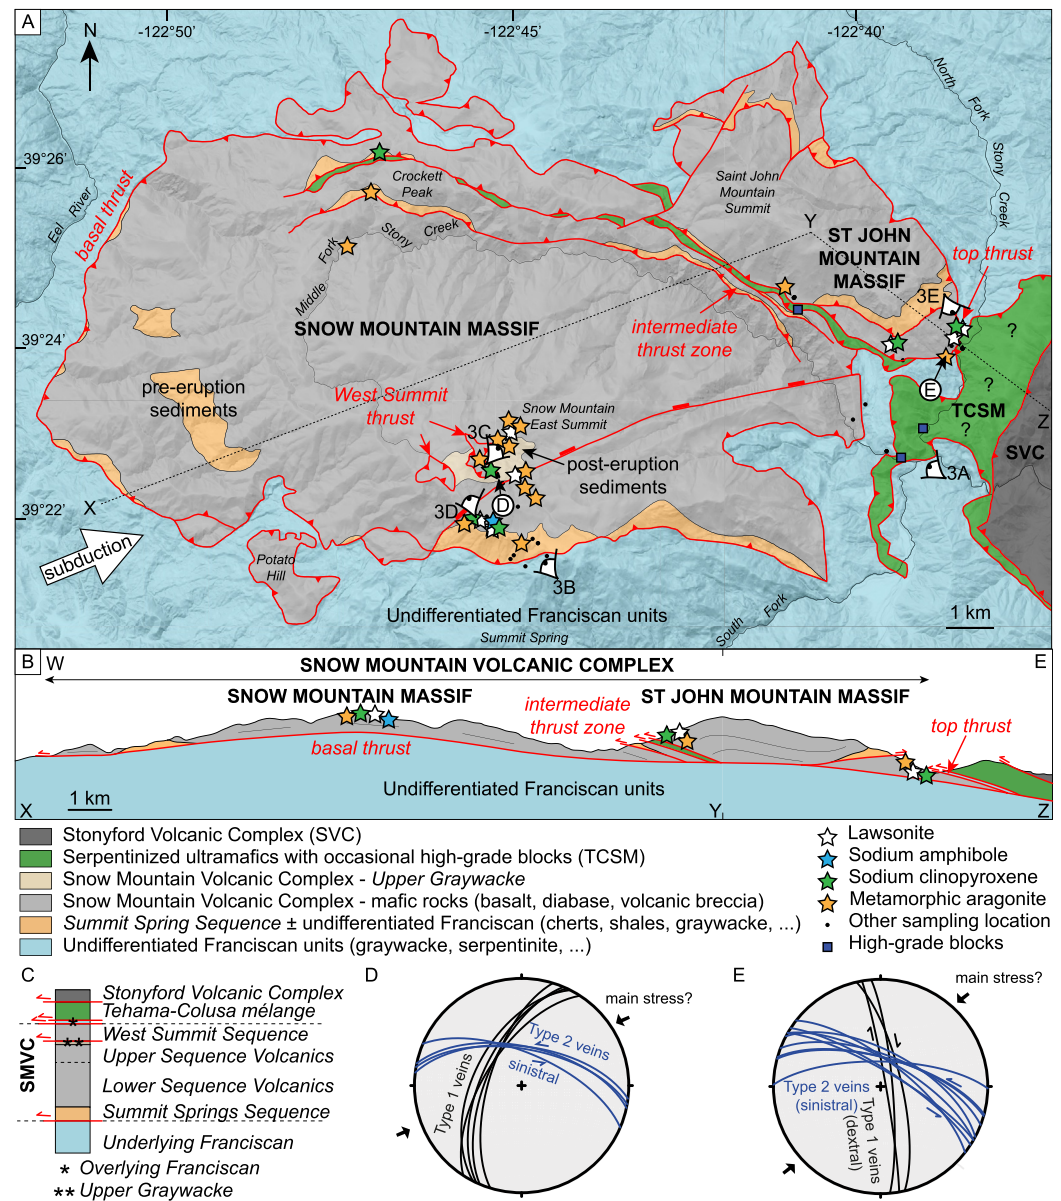 A
N
-122°50'
-122°45'
-122°40'
39°26'
39°24'
39°22'
Eel River
basal thrust
Crockett
Peak
Middle Fork Stony Creek
North Fork Stony Creek
Saint John
Mountain
Summit
Y
ST JOHN
MOUNTAIN
MASSIF
top thrust
3E
SNOW MOUNTAIN MASSIF
intermediate
thrust zone
?
?
E
TCSM
?
Z
SVC
pre-eruption
sediments
West Summit
thrust
Snow Mountain
East Summit
3C
post-eruption
sediments
3A
X
D
3D
subduction
Potato
Hill
3B
Undifferentiated Franciscan units
Summit Spring
South Fork
1 km
B
W
SNOW MOUNTAIN VOLCANIC COMPLEX
E
SNOW MOUNTAIN MASSIF
ST JOHN MOUNTAIN MASSIF
intermediate
thrust zone
top thrust
basal thrust
Undifferentiated Franciscan units
X
1 km
Y
Z
Stonyford Volcanic Complex (SVC)
Serpentinized ultramafics with occasional high-grade blocks (TCSM)
Snow Mountain Volcanic Complex - Upper Graywacke
Snow Mountain Volcanic Complex - mafic rocks (basalt, diabase, volcanic breccia)
Summit Spring Sequence ± undifferentiated Franciscan (cherts, shales, graywacke, ...)
Undifferentiated Franciscan units (graywacke, serpentinite, ...)
Lawsonite
Sodium amphibole
Sodium clinopyroxene
Metamorphic aragonite
Other sampling location
High-grade blocks
C
Stonyford Volcanic Complex
Tehama-Colusa mélange
*
West Summit Sequence
**
Upper Sequence Volcanics
SMVC
Lower Sequence Volcanics
Summit Springs Sequence
Underlying Franciscan
* Overlying Franciscan
** Upper Graywacke
D
main stress?
Type 2 veins
sinistral
Type 1 veins
E
main stress?
Type 2 veins
(sinistral)
Type 1 veins
(dextral)